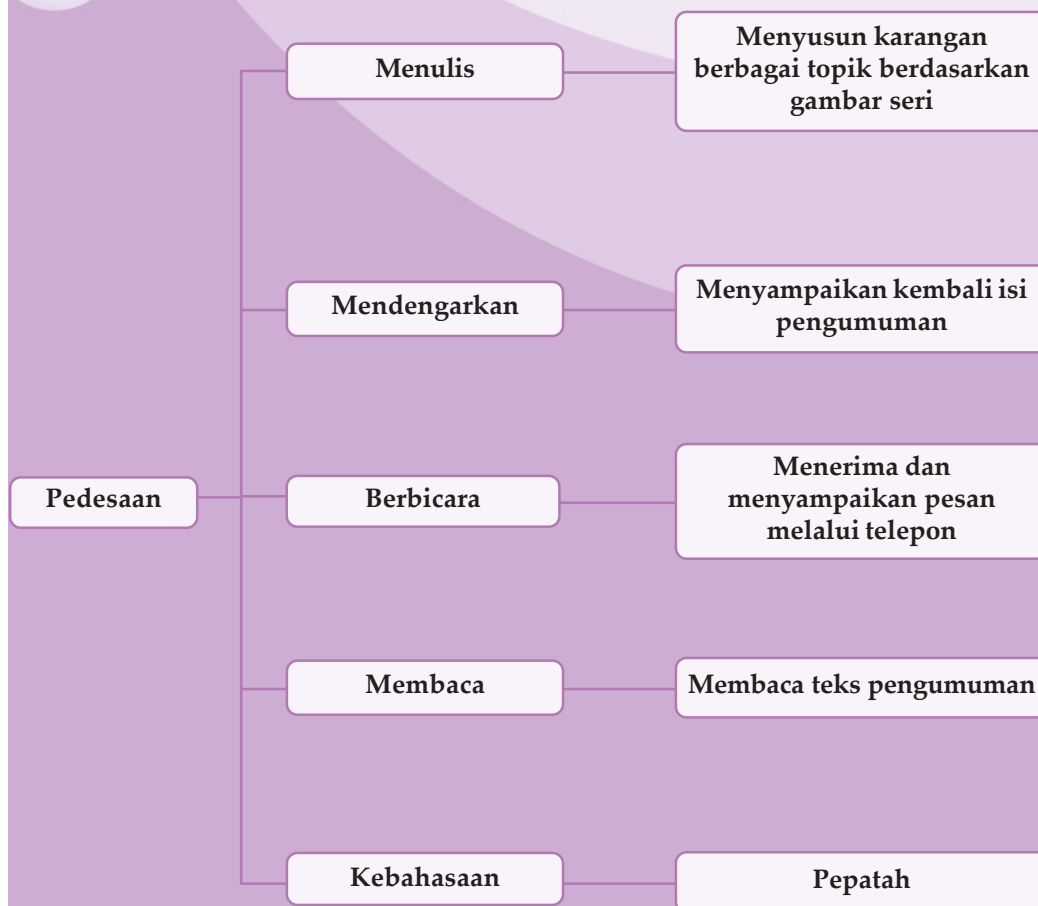 Menulis
Menyusun karangan
berbagai topik berdasarkan
gambar seri
Mendengarkan
Menyampaikan kembali isi
pengumuman
Pedesaan
Berbicara
Menerima dan
menyampaikan pesan
melalui telepon
Membaca
Membaca teks pengumuman
Kebahasaan
Pepatah